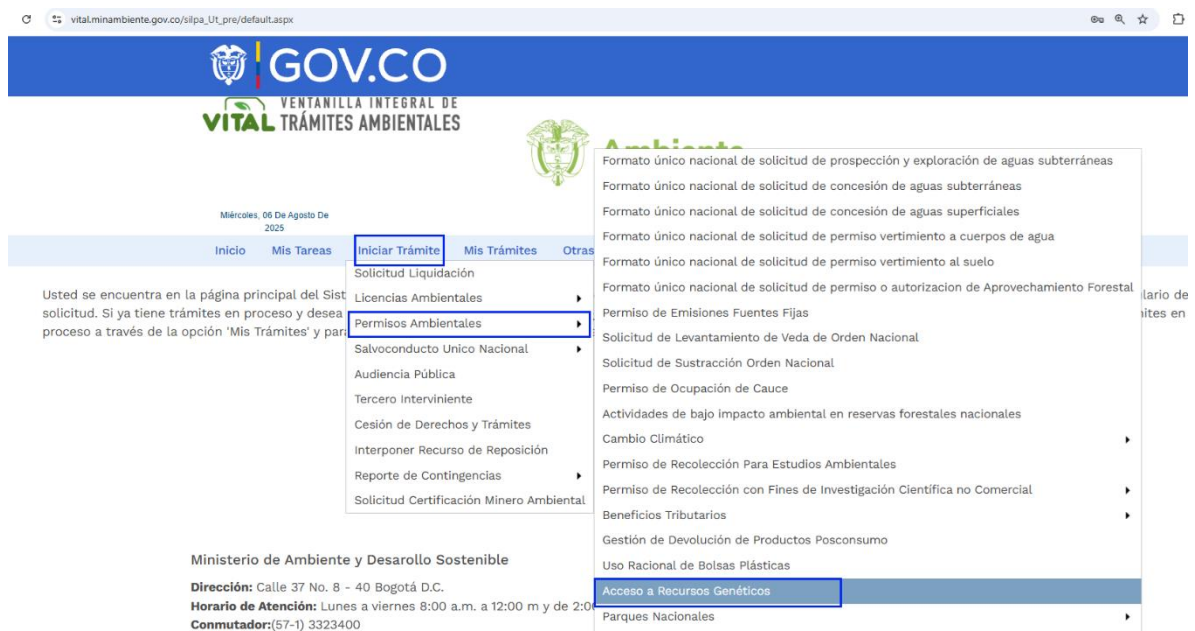 vital.minambiente.gov.co/silpa_Ut_pre/default.aspx
GOV.CO
VENTANILLA INTEGRAL DE
VITAL TRÁMITES AMBIENTALES
Ambiente
Miércoles, 06 De Agosto De
2025
Inicio Mis Tareas Iniciar Trámite Mis Trámites Otras
Solicitud Liquidación
Licencias Ambientales
Permisos Ambientales
Salvoconducto Unico Nacional
Audiencia Pública
Tercero Interviniente
Cesión de Derechos y Trámites
Interponer Recurso de Reposición
Reporte de Contingencias
Solicitud Certificación Minero Ambiental
Formato único nacional de solicitud de prospección y exploración de aguas subterráneas
Formato único nacional de solicitud de concesión de aguas subterráneas
Formato único nacional de solicitud de concesión de aguas superficiales
Formato único nacional de solicitud de permiso vertimiento a cuerpos de agua
Formato único nacional de solicitud de permiso vertimiento al suelo
Formato único nacional de solicitud de permiso o autorizacion de Aprovechamiento Forestal
Permiso de Emisiones Fuentes Fijas
Solicitud de Levantamiento de Veda de Orden Nacional
Solicitud de Sustracción Orden Nacional
Permiso de Ocupación de Cauce
Actividades de bajo impacto ambiental en reservas forestales nacionales
Cambio Climático
Permiso de Recolección Para Estudios Ambientales
Permiso de Recolección con Fines de Investigación Científica no Comercial
Beneficios Tributarios
Gestión de Devolución de Productos Posconsumo
Uso Racional de Bolsas Plásticas
Acceso a Recursos Genéticos
Parques Nacionales
Usted se encuentra en la página principal del
solicitud. Si ya tiene trámites en proceso y desea
proceso a través de la opción 'Mis Trámites' y
Ministerio de Ambiente y Desarollo Sostenible
Dirección: Calle 37 No. 8 - 40 Bogotá D.C.
Horario de Atención: Lunes a viernes 8:00 a.m. a 12:00 m y de
Conmutador:(57-1) 3323400